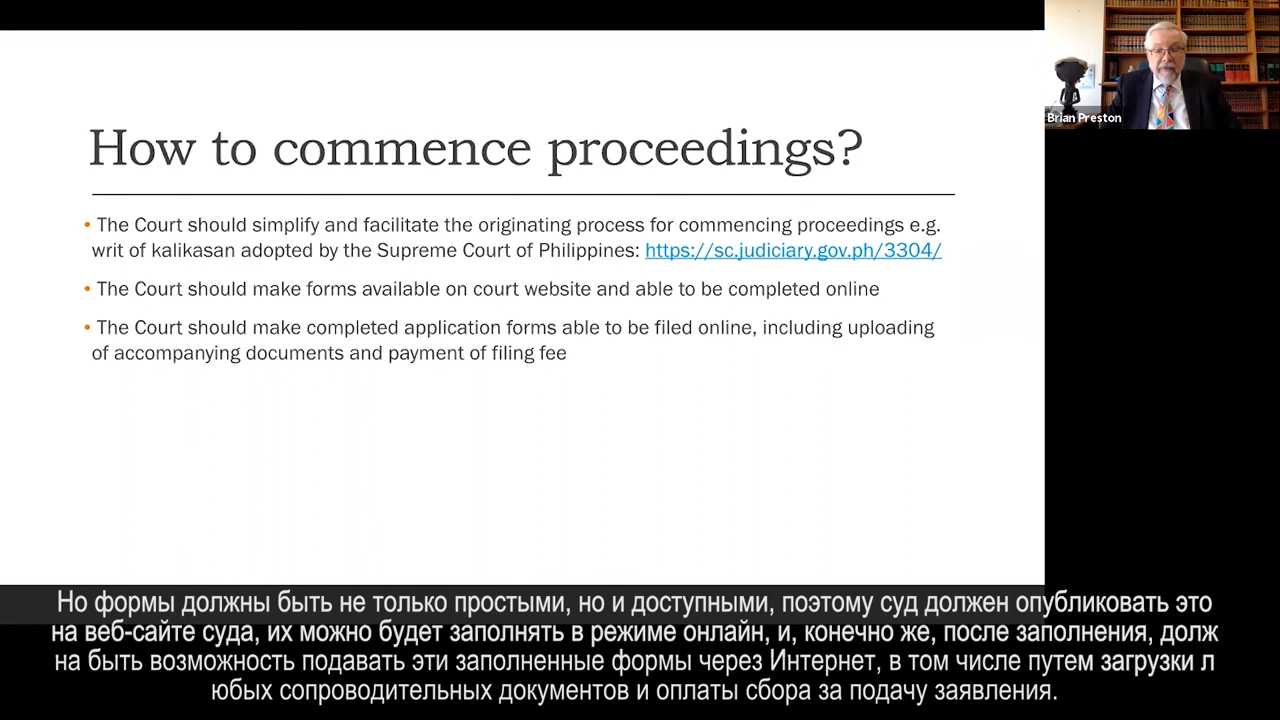 Brian Preston
How to commence proceedings?
• The Court should simplify and facilitate the originating process for commencing proceedings e.g.
writ of kalikasan adopted by the Supreme Court of Philippines: https://sc.judiciary.gov.ph/3304/
• The Court should make forms available on court website and able to be completed online
• The Court should make completed application forms able to be filed online, including uploading
of accompanying documents and payment of filing fee
Но формы должны быть не только простыми, но и доступными, поэтому суд должен опубликовать это
на веб-сайте суда, их можно будет заполнять в режиме онлайн, и, конечно же, после заполнения, долж
на быть возможность подавать эти заполненные формы через Интернет, в том числе путем загрузки л
юбых сопроводительных документов и оплаты сбора за подачу заявления.